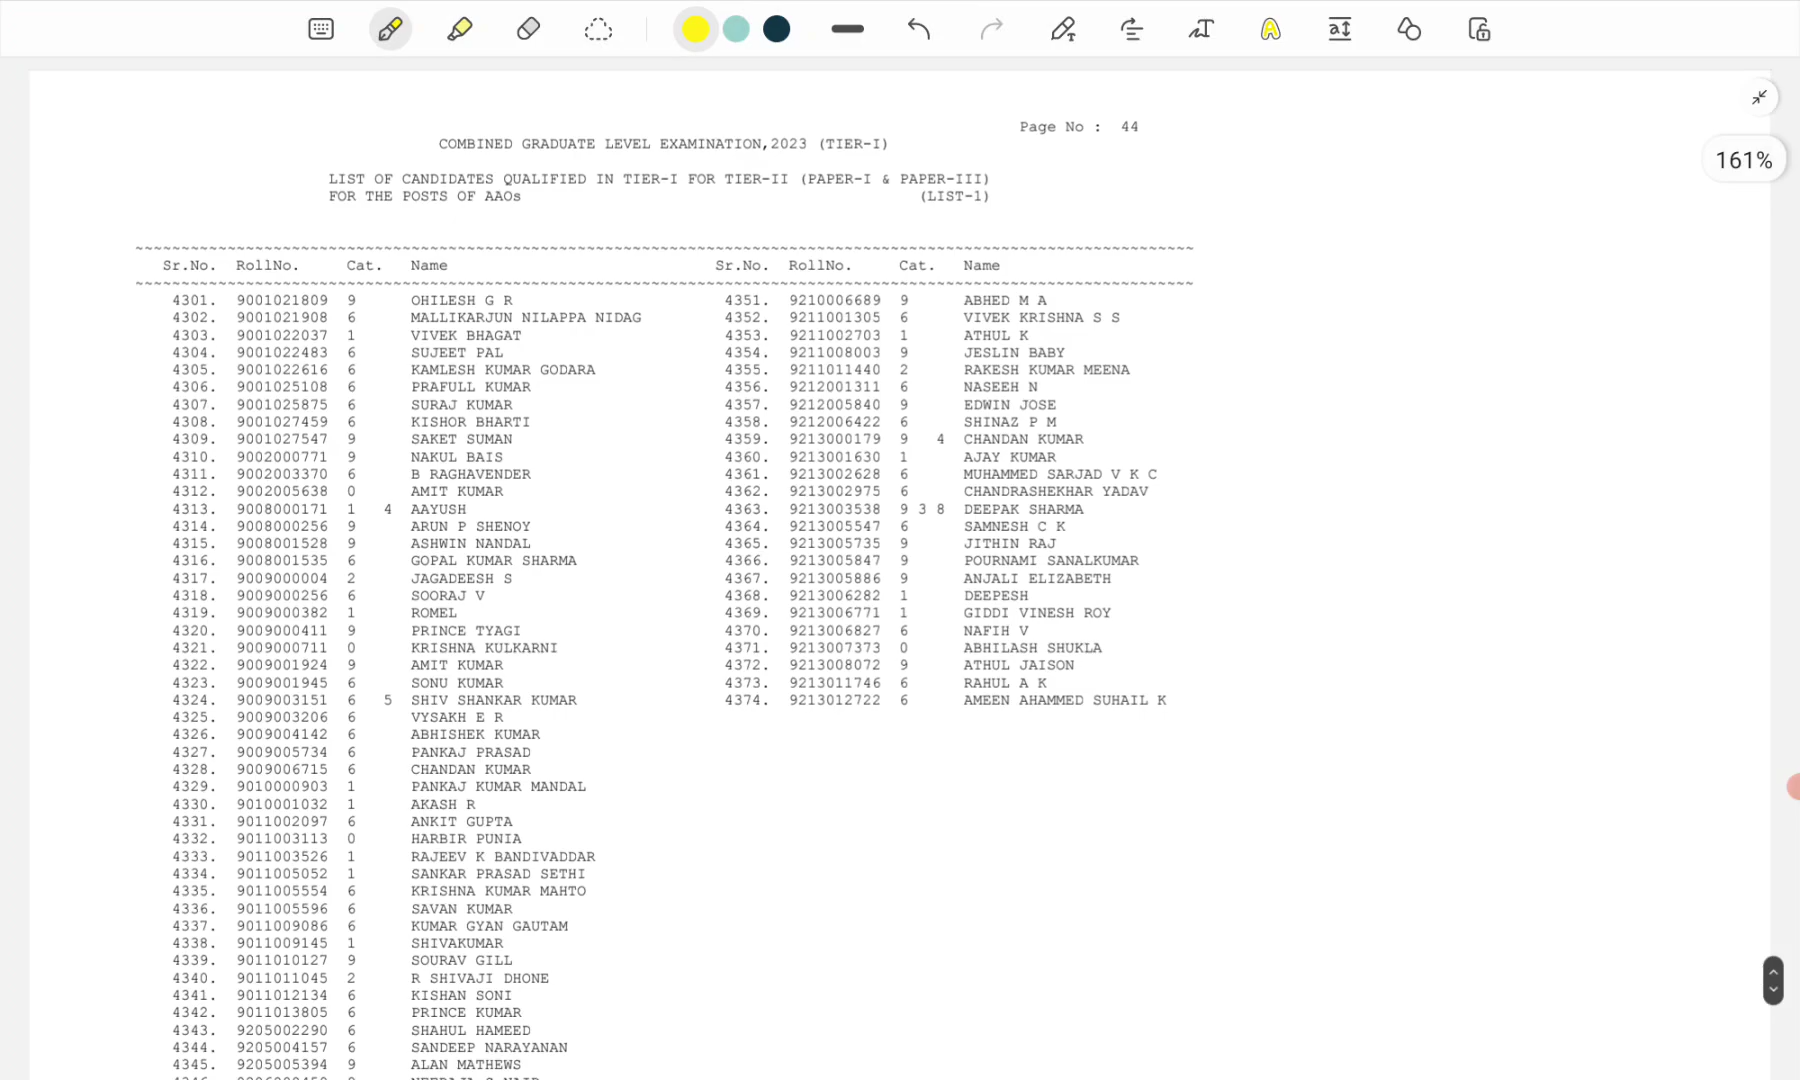 161%
Page No :  44
COMBINED GRADUATE LEVEL EXAMINATION,2023 (TIER-I)
LIST OF CANDIDATES QUALIFIED IN TIER-I FOR TIER-II (PAPER-I & PAPER-III)
FOR THE POSTS OF AAOs (LIST-1)
Sr.No. RollNo. Cat. Name Sr.No. RollNo. Cat. Name
4301. 9001021809 9 OHILESH G R 4351. 9210006689 9 ABHED M A
4302. 9001021908 6 MALLIKARJUN NILAPPA NIDAG 4352. 9211001305 6 VIVEK KRISHNA S S
4303. 9001022037 1 VIVEK BHAGAT 4353. 9211002703 1 ATHUL K
4304. 9001022483 6 SUJEET PAL 4354. 9211008003 9 JESLIN BABY
4305. 9001022616 6 KAMLESH KUMAR GODARA 4355. 9211011440 2 RAKESH KUMAR MEENA
4306. 9001025108 6 PRAFULL KUMAR 4356. 9212001311 6 NASEEH N
4307. 9001025875 6 SURAJ KUMAR 4357. 9212005840 9 EDWIN JOSE
4308. 9001027459 6 KISHOR BHARTI 4358. 9212006422 6 SHINAZ P M
4309. 9001027547 9 SAKET SUMAN 4359. 9213000179 9 4 CHANDAN KUMAR
4310. 9002000771 9 NAKUL BAIS 4360. 9213001630 1 AJAY KUMAR
4311. 9002003370 6 B RAGHAVENDER 4361. 9213002628 6 MUHAMMED SARJAD V K C
4312. 9002005638 0 AMIT KUMAR 4362. 9213002975 6 CHANDRASHEKHAR YADAV
4313. 9008000171 1 4 AAYUSH 4363. 9213003538 9 3 8 DEEPAK SHARMA
4314. 9008000256 9 ARUN P SHENOY 4364. 9213005547 6 SAMNESH C K
4315. 9008001528 9 ASHWIN NANDAL 4365. 9213005735 9 JITHIN RAJ
4316. 9008001535 6 GOPAL KUMAR SHARMA 4366. 9213005847 9 POURNAMI SANALKUMAR
4317. 9009000004 2 JAGADEESH S 4367. 9213005886 9 ANJALI ELIZABETH
4318. 9009000256 6 SOORAJ V 4368. 9213006282 1 DEEPESH
4319. 9009000382 1 ROMEL 4369. 9213006771 1 GIDDI VINESH ROY
4320. 9009000411 9 PRINCE TYAGI 4370. 9213006827 6 NAFIH V
4321. 9009000711 0 KRISHNA KULKARNI 4371. 9213007373 0 ABHILASH SHUKLA
4322. 9009001924 9 AMIT KUMAR 4372. 9213008072 9 ATHUL JAISON
4323. 9009001945 6 SONU KUMAR 4373. 9213011746 6 RAHUL A K
4324. 9009003151 6 5 SHIV SHANKAR KUMAR 4374. 9213012722 6 AMEEN AHAMMED SUHAIL K
4325. 9009003206 6 VYSAKH E R
4326. 9009004142 6 ABHISHEK KUMAR
4327. 9009005734 6 PANKAJ PRASAD
4328. 9009006715 6 CHANDAN KUMAR
4329. 9010000903 1 PANKAJ KUMAR MANDAL
4330. 9010001032 1 AKASH R
4331. 9011002097 6 ANKIT GUPTA
4332. 9011003113 0 HARBIR PUNIA
4333. 9011003526 1 RAJEEV K BANDIVADDAR
4334. 9011005052 1 SANKAR PRASAD SETHI
4335. 9011005554 6 KRISHNA KUMAR MAHTO
4336. 9011005596 6 SAVAN KUMAR
4337. 9011009086 6 KUMAR GYAN GAUTAM
4338. 9011009145 1 SHIVAKUMAR
4339. 9011010127 9 SOURAV GILL
4340. 9011011045 2 R SHIVAJI DHONE
4341. 9011012134 6 KISHAN SONI
4342. 9011013805 6 PRINCE KUMAR
4343. 9205002290 6 SHAHUL HAMEED
4344. 9205004157 6 SANDEEP NARAYANAN
4345. 9205005394 9 ALAN MATHEWS